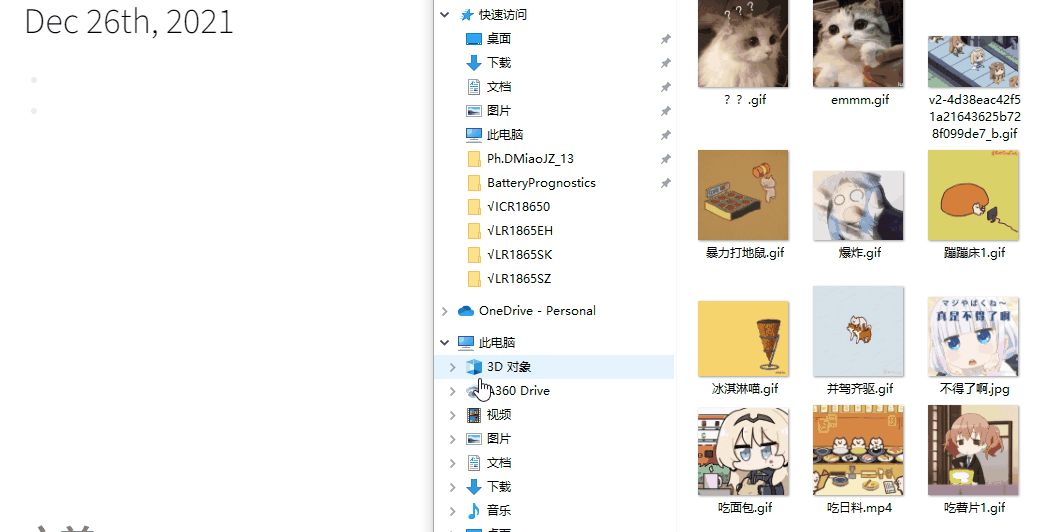 Dec 26th, 2021
快速访问
桌面
下载
文档
图片
此电脑
Ph.DMiaoJZ_13
BatteryPrognostics
√ICR18650
√LR1865EH
√LR1865SK
√LR1865SZ
OneDrive - Personal
此电脑
3D 对象
A360 Drive
视频
图片
文档
下载
音乐
桌面
？？.gif
emmm.gif
v2-4d38eac42f5
1a21643625b72
8f099de7_b.gif
暴力打地鼠.gif
爆炸.gif
蹦蹦床1.gif
マジやばくね~
真是不得了啊
冰淇淋喵.gif
并驾齐驱.gif
不得了啊.jpg
吃面包.gif
吃日料.mp4
吃薯片1.gif